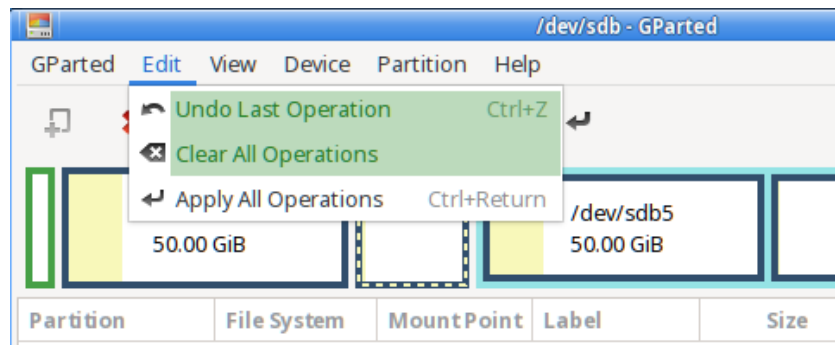 /dev/sdb - GParted
GParted Edit View Device Partition Help
Undo Last Operation Ctrl+Z
Clear All Operations
Apply All Operations Ctrl+Return
50.00 GiB
/dev/sdb5
50.00 GiB
Partition File System Mount Point Label Size